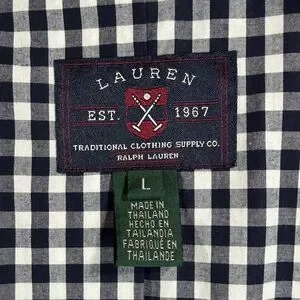 LAUREN
EST. 1967
TRADITIONAL CLOTHING SUPPLY CO.
RALPH LAUREN
L
MADE IN
THAILAND
HECHO EN
TAILANDIA
FABRIQUÉ EN
THAÏLANDE